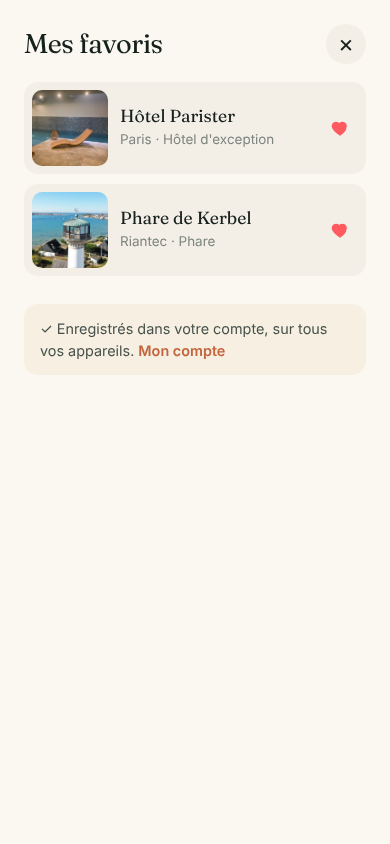 Mes favoris
Hôtel Parister
Paris · Hôtel d'exception
Phare de Kerbel
Riantec · Phare
✓ Enregistrés dans votre compte, sur tous
vos appareils. Mon compte